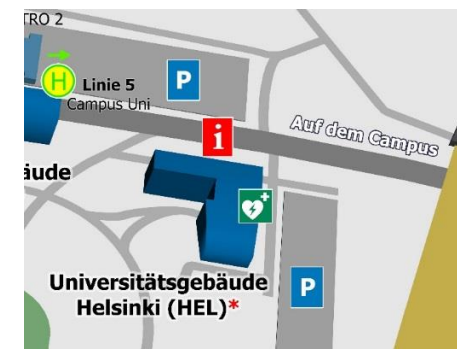 TRO 2
P
H
Linie 5
Campus Uni
i
Auf dem Campus
äude
Universitätsgebäude
Helsinki (HEL)*
P